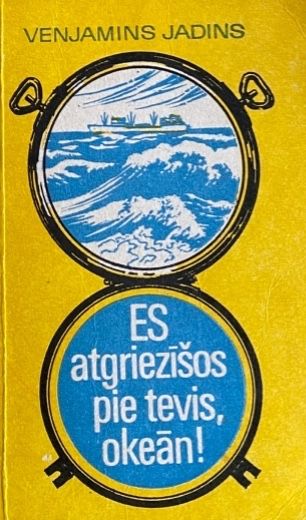 VENJAMINS JADINS
ES
atgriezīšos
pie tevis,
okeān!